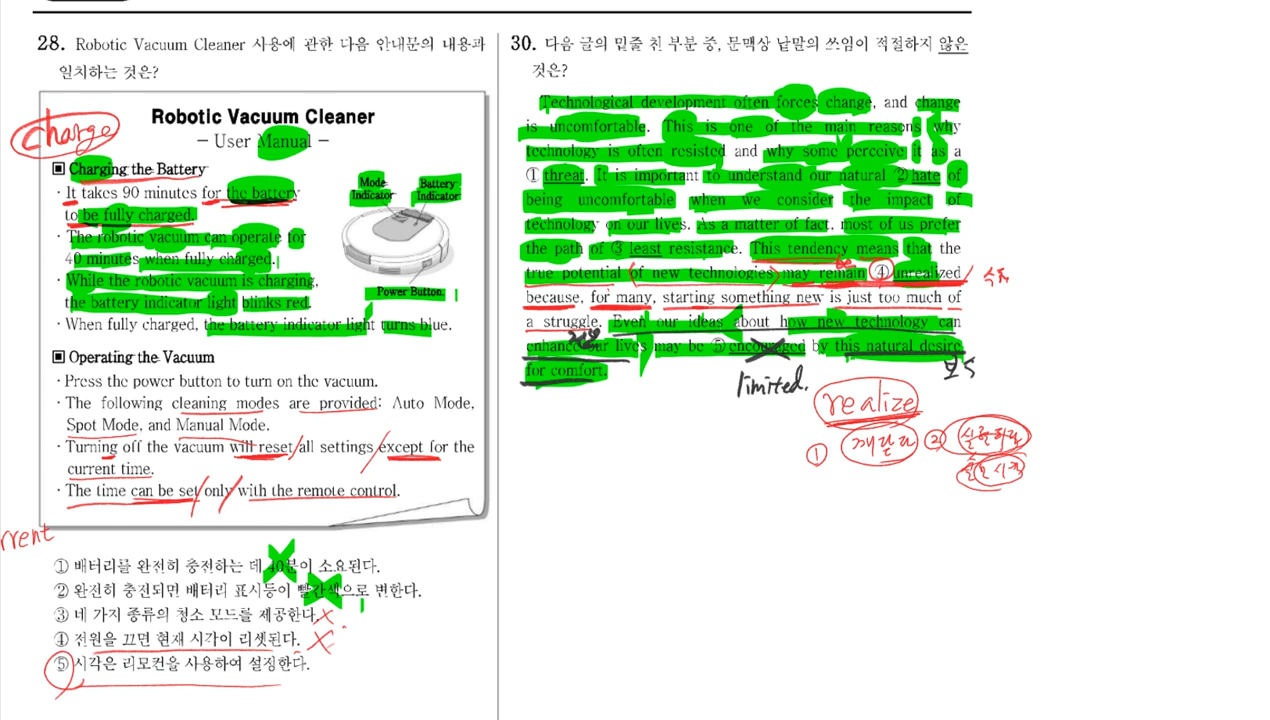 28. Robotic Vacuum Cleaner 사용에 관한 다음 안내문의 내용과
일치하는 것은?
charge
Robotic Vacuum Cleaner
- User Manual -
▣ Charging the Battery
· It takes 90 minutes for the battery
to be fully charged.
· The robotic vacuum can operate for
40 minutes when fully charged.
· While the robotic vacuum is charging,
the battery indicator light blinks red.
· When fully charged, the battery indicator light turns blue.
Mode Indicator
Battery Indicator
Power Button
▣ Operating the Vacuum
· Press the power button to turn on the vacuum.
· The following cleaning modes are provided: Auto Mode,
Spot Mode, and Manual Mode.
· Turning off the vacuum will reset all settings except for the
current time.
· The time can be set only with the remote control.
rrent
① 배터리를 완전히 충전하는 데 40분이 소요된다.
② 완전히 충전되면 배터리 표시등이 빨간색으로 변한다.
③ 네 가지 종류의 청소 모드를 제공한다.
④ 전원을 끄면 현재 시각이 리셋된다.
⑤ 시각은 리모컨을 사용하여 설정한다.
30. 다음 글의 밑줄 친 부분 중, 문맥상 낱말의 쓰임이 적절하지 않은
것은?
Technological development often forces change, and change
is uncomfortable. This is one of the main reasons why
technology is often resisted and why some perceive it as a
① threat. It is important to understand our natural ② hate of
being uncomfortable when we consider the impact of
technology on our lives. As a matter of fact, most of us prefer
the path of ③ least resistance. This tendency means that the
true potential of new technologies may remain ④ unrealized
because, for many, starting something new is just too much of
a struggle. Even our ideas about how new technology can
enhance our lives may be ⑤ encouraged by this natural desire
for comfort.
limited.
realize
① 깨닫다 ② 실현하다